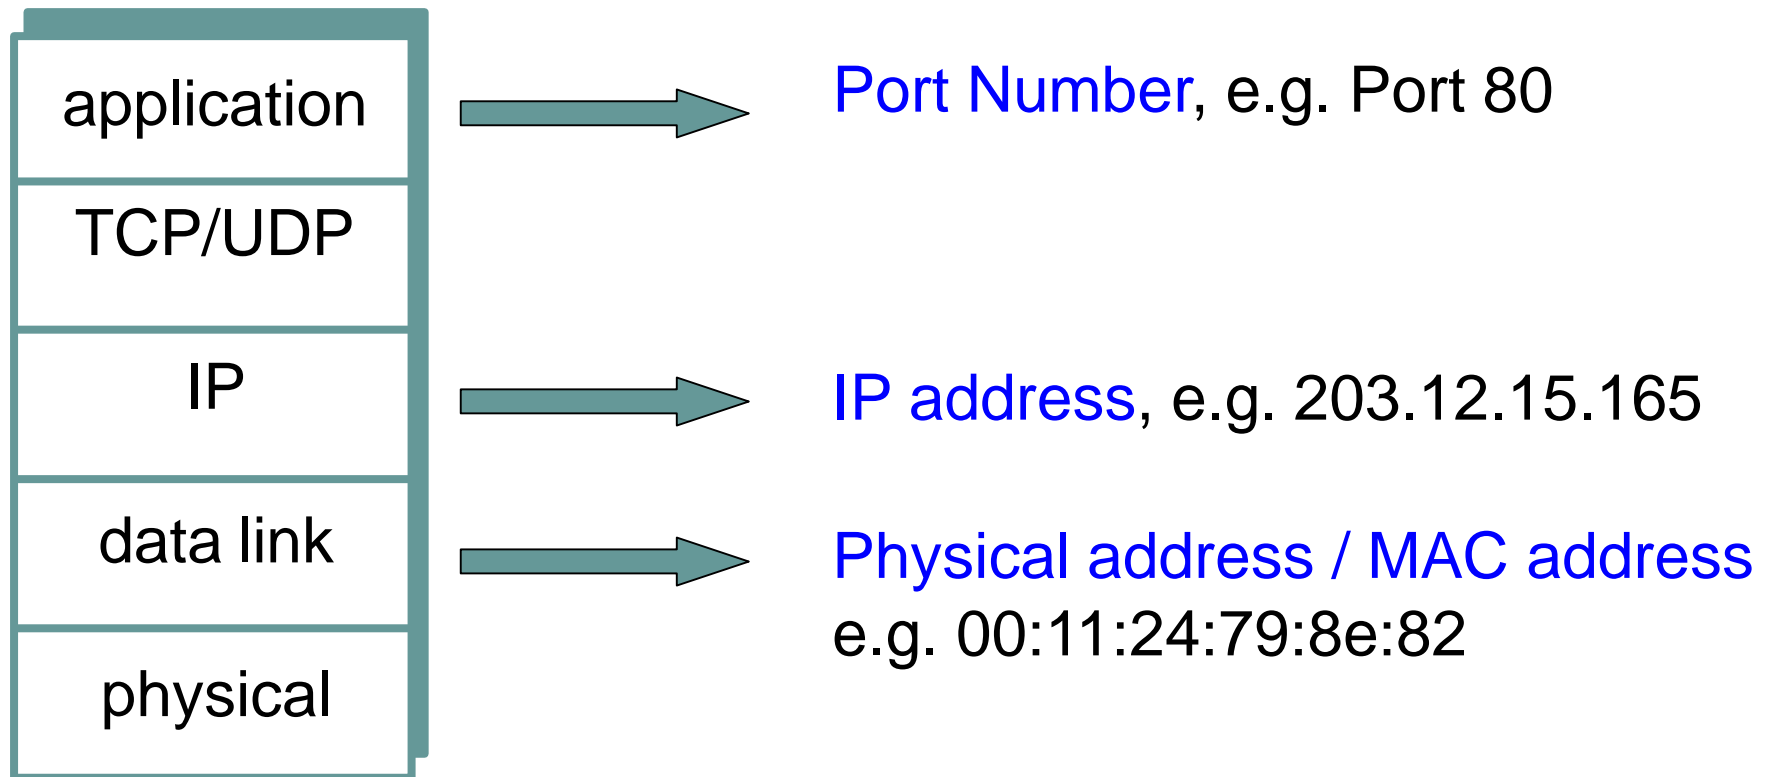 application
Port Number, e.g. Port 80
TCP/UDP
IP
IP address, e.g. 203.12.15.165
data link
Physical address / MAC address
e.g. 00:11:24:79:8e:82
physical